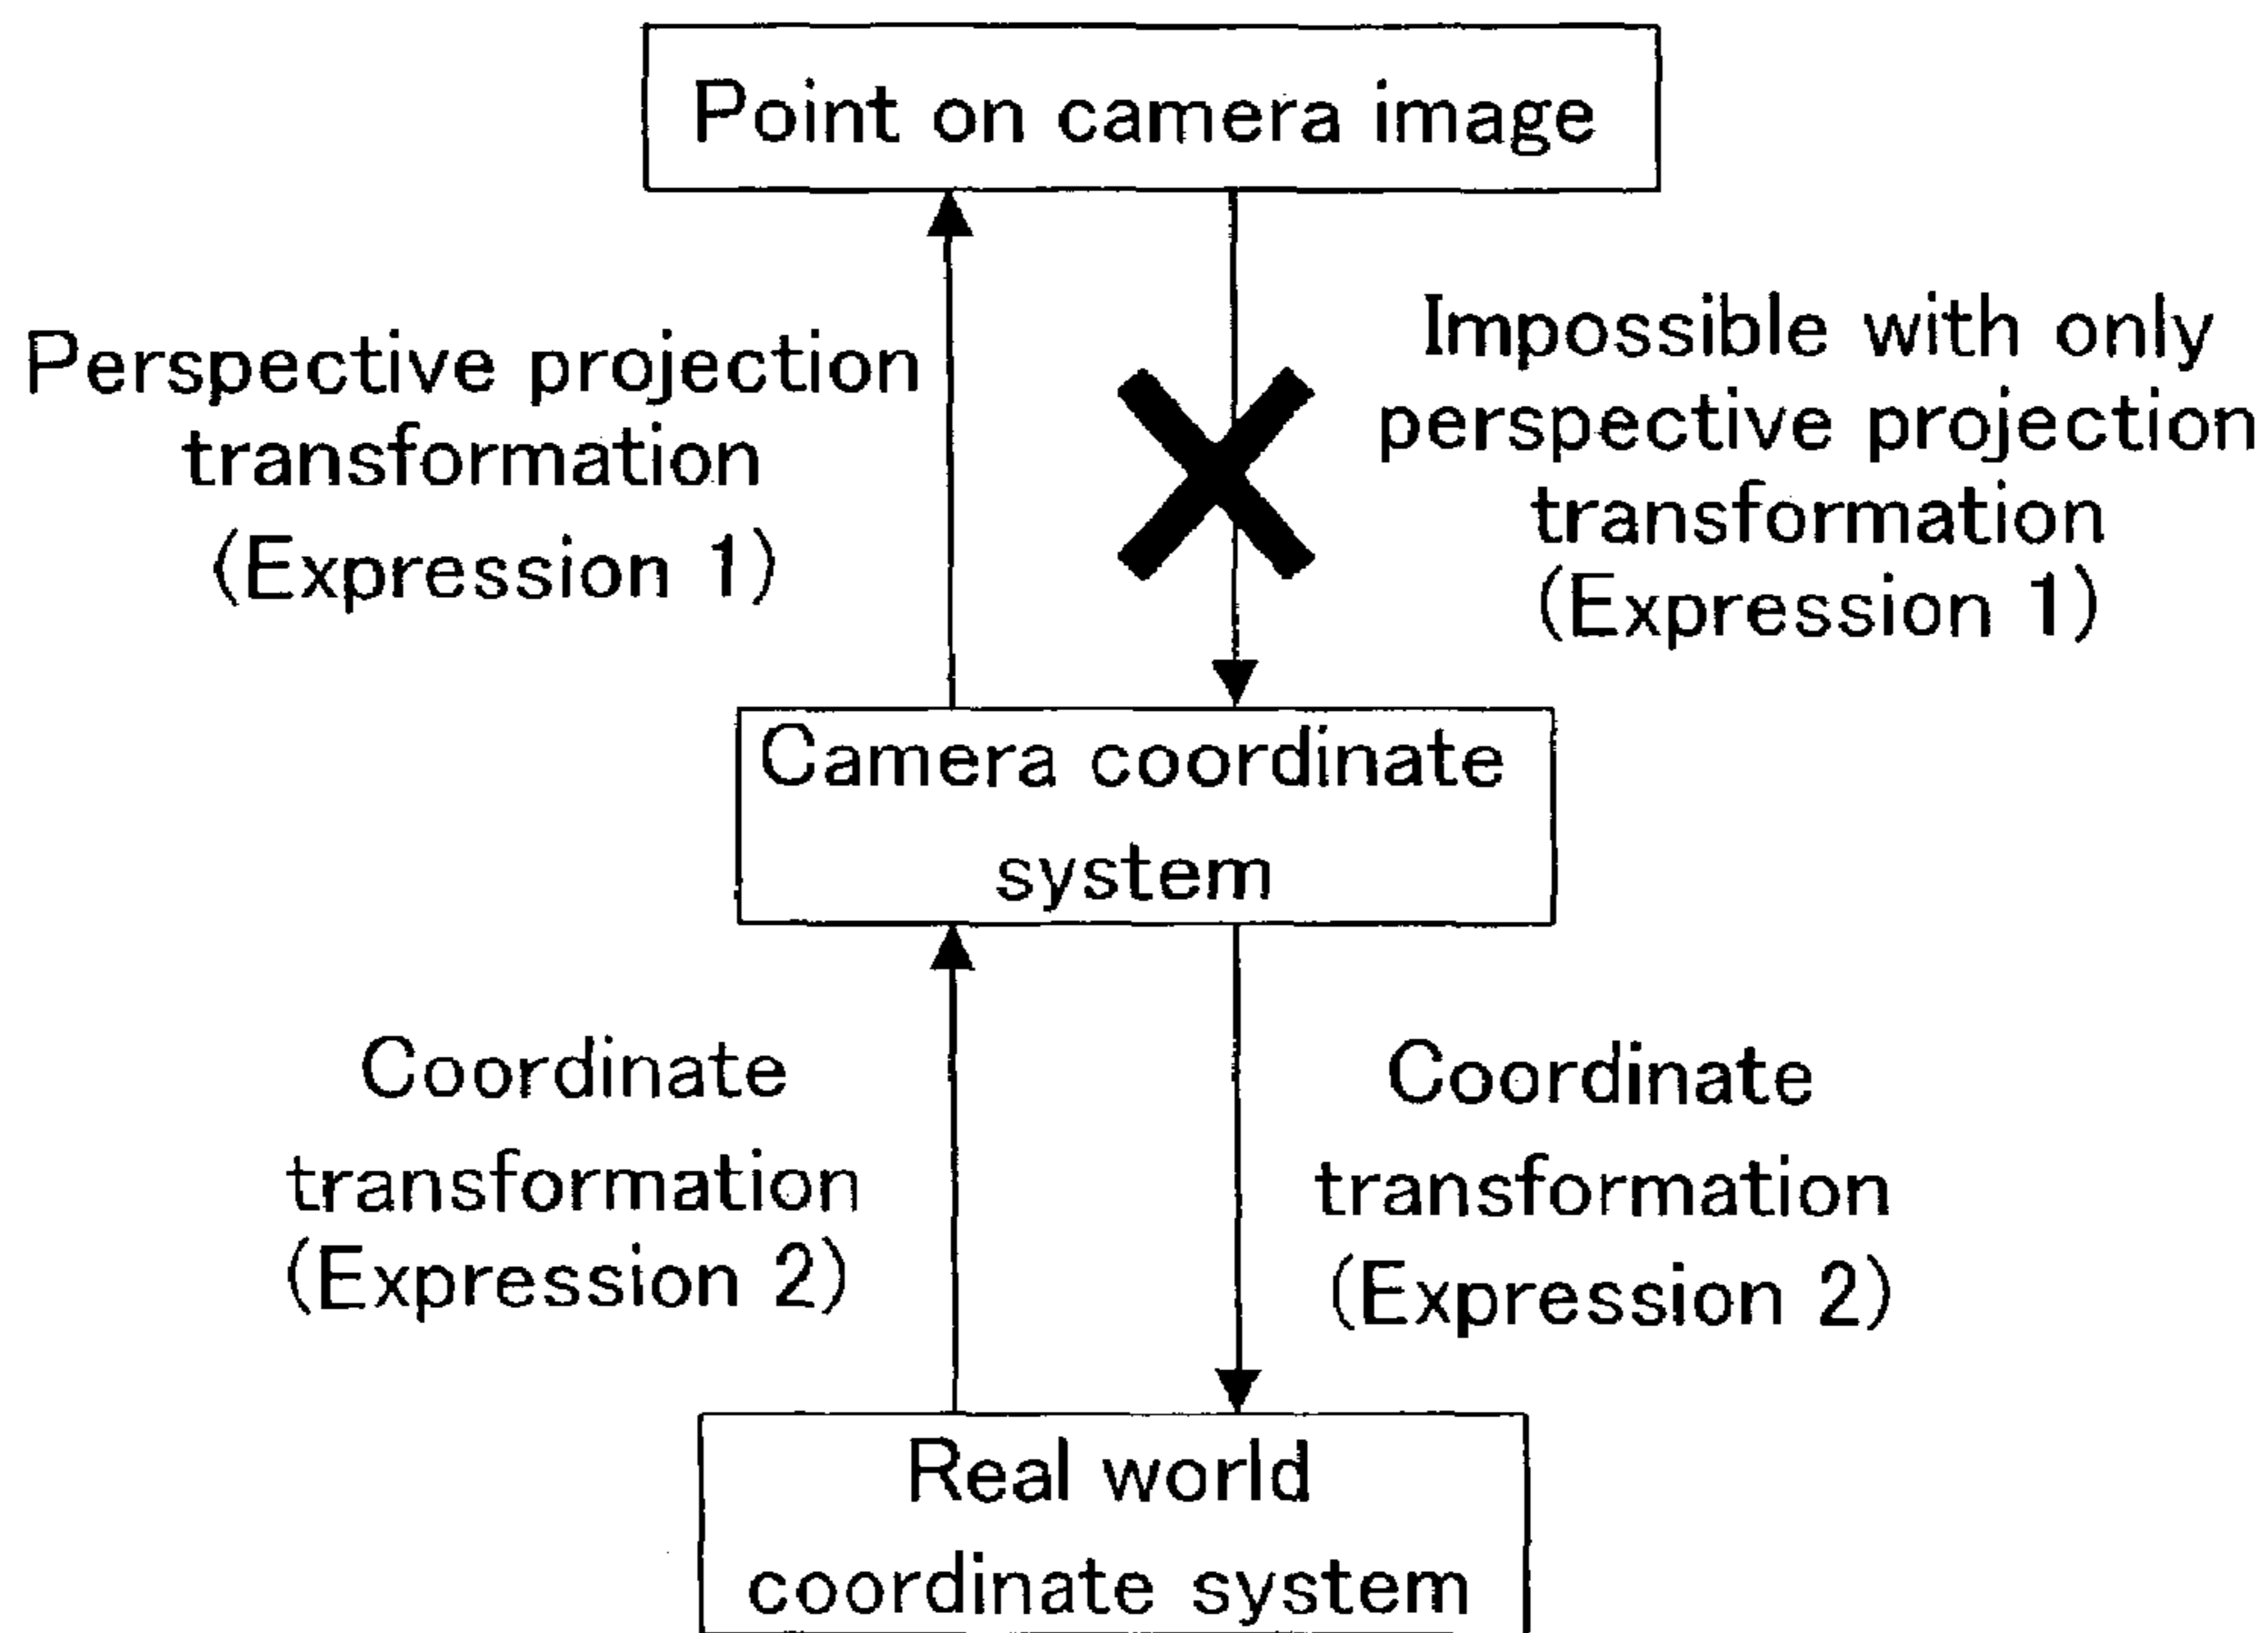 Point on camera image
Perspective projection
transformation
(Expression 1)
Impossible with only
perspective projection
transformation
(Expression 1)
Camera coordinate
system
Coordinate
transformation
(Expression 2)
Coordinate
transformation
(Expression 2)
Real world
coordinate system